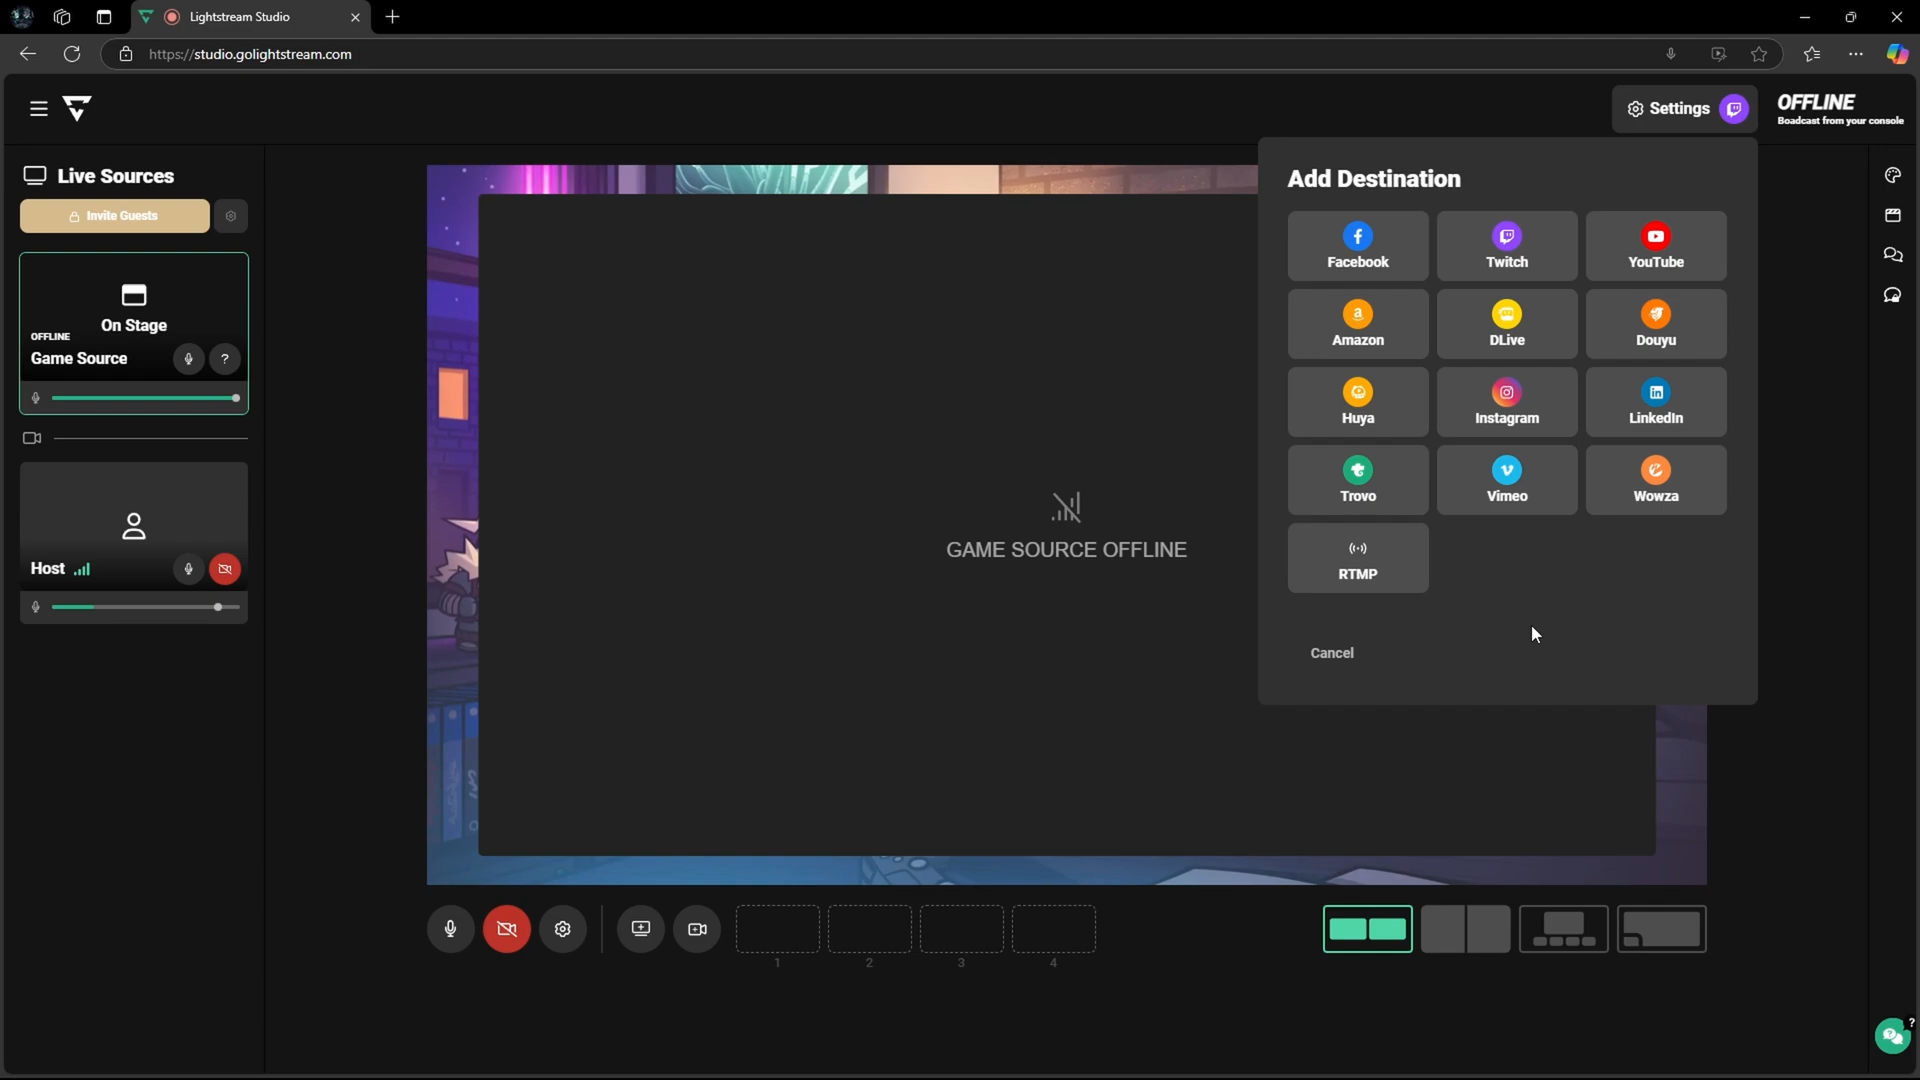 Lightstream Studio
https://studio.golightstream.com
Settings
OFFLINE
Boadcast from your console
Live Sources
Invite Guests
On Stage
OFFLINE
Game Source
?
Host
GAME SOURCE OFFLINE
Add Destination
Facebook
Twitch
YouTube
Amazon
DLive
Douyu
Huya
Instagram
LinkedIn
Trovo
Vimeo
Wowza
RTMP
Cancel
1
2
3
4
?